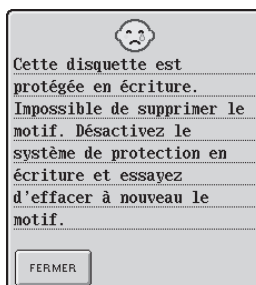 Cette disquette est
protégée en écriture.
Impossible de supprimer le
motif. Désactivez le
système de protection en
écriture et essayez
d'effacer à nouveau le
motif.
FERMER